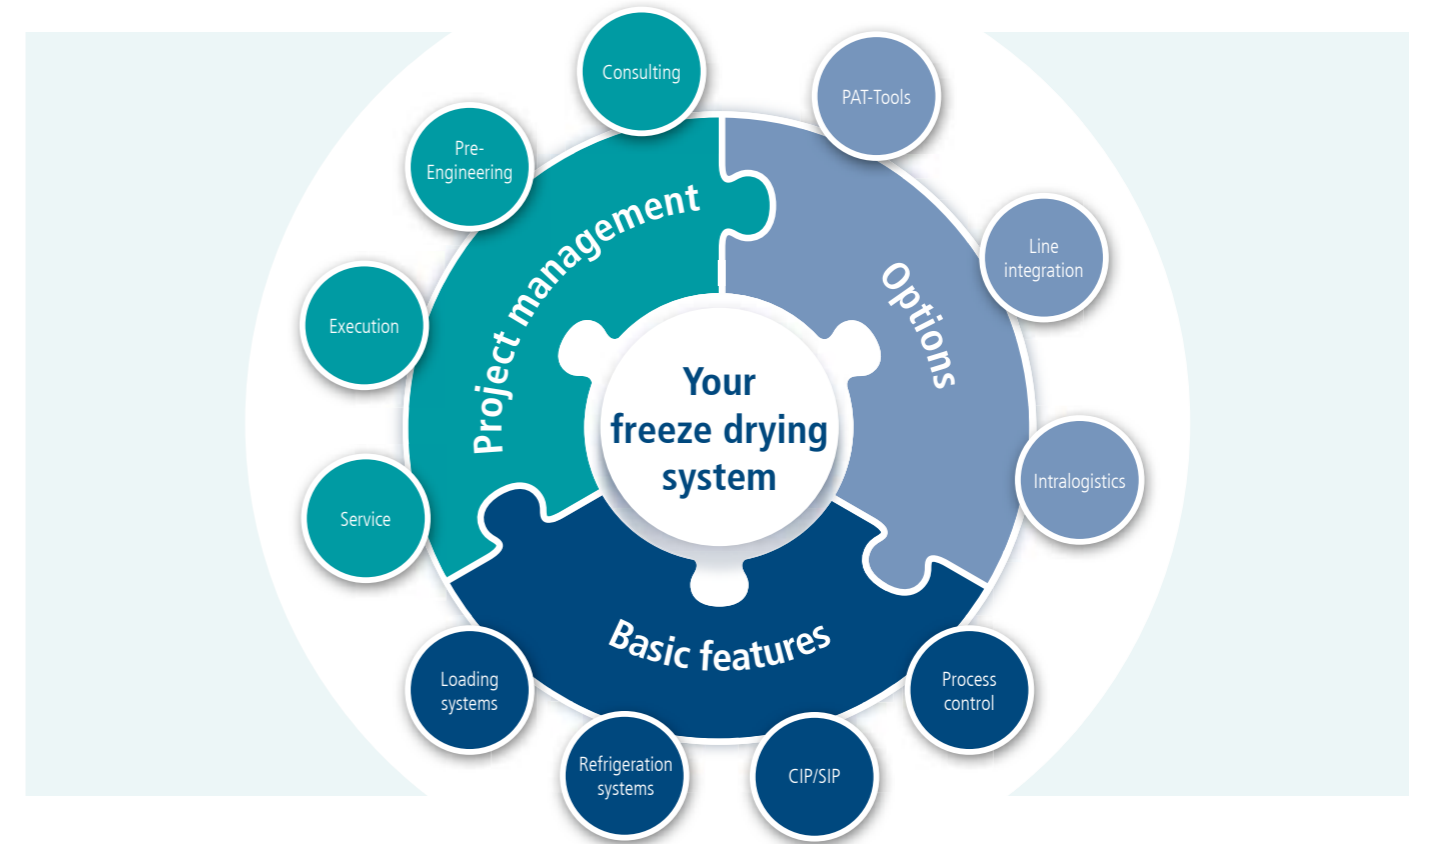 Consulting
PAT-Tools
Pre-
Engineering
Line
integration
Execution
Project management
Options
Your
freeze drying
system
Intralogistics
Service
Basic features
Loading
systems
Process
control
Refrigeration
systems
CIP/SIP